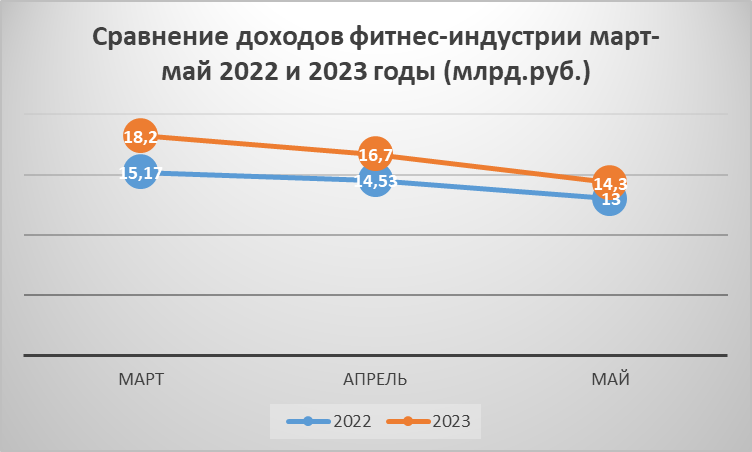 Сравнение доходов фитнес-индустрии март-
май 2022 и 2023 годы (млрд.руб.)
18,2
16,7
14,3
15,17
14,53
13
МАРТ АПРЕЛЬ МАЙ
2022 2023